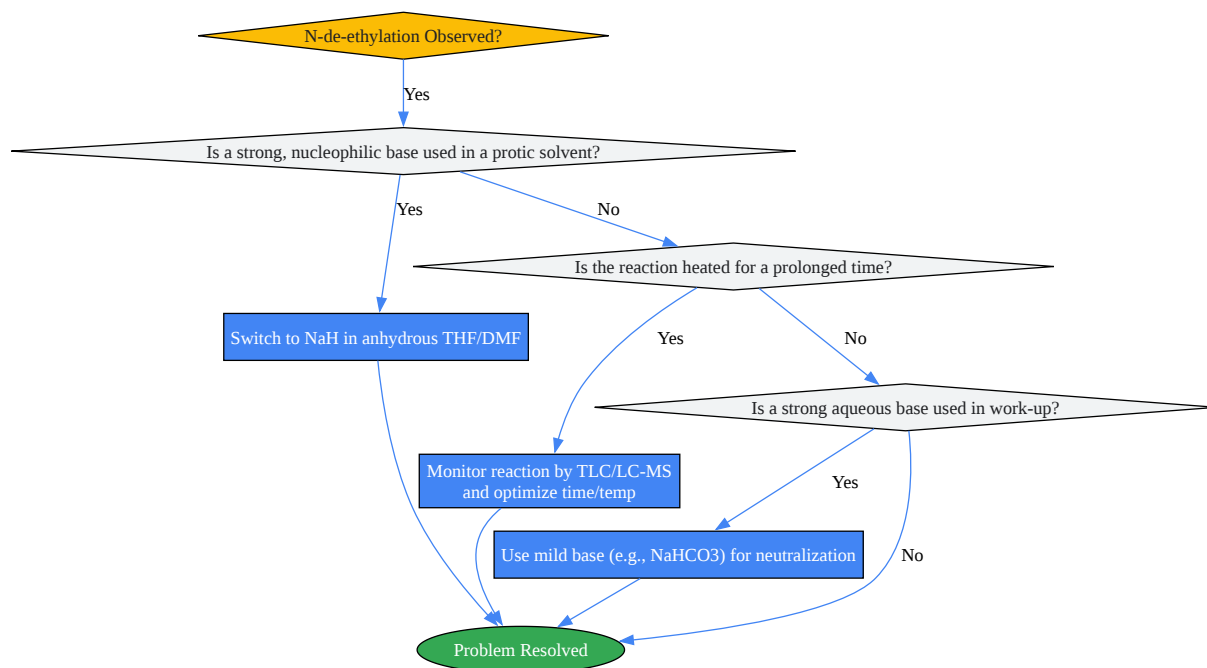 N-de-ethylation Observed?
Yes
Is a strong, nucleophilic base used in a protic solvent?
Yes
No
Is the reaction heated for a prolonged time?
Switch to NaH in anhydrous THF/DMF
Yes
No
Is a strong aqueous base used in work-up?
Monitor reaction by TLC/LC-MS
and optimize time/temp
Yes
Use mild base (e.g., NaHCO3) for neutralization
No
Problem Resolved